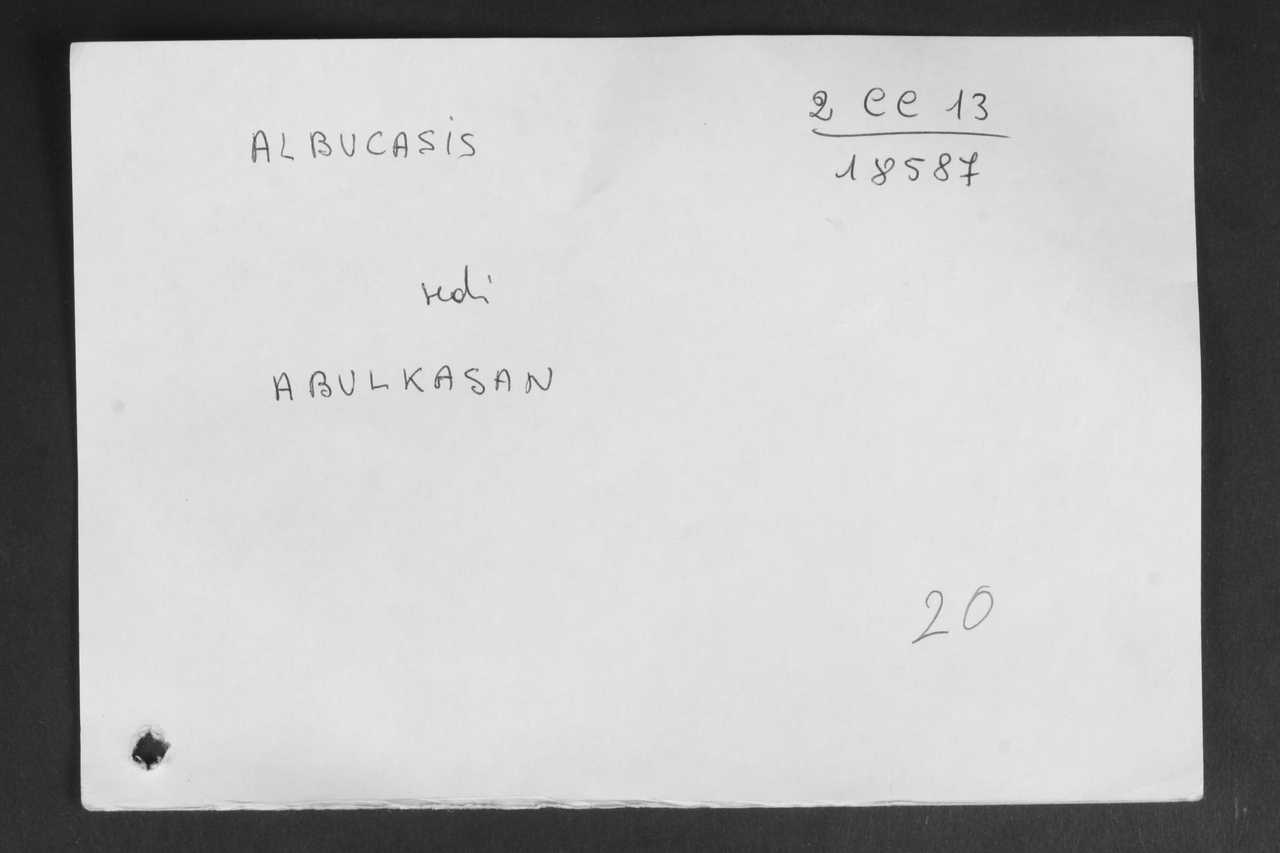 2 CC 13
18587
ALBUCASIS
vedi
ABULKASAN
20